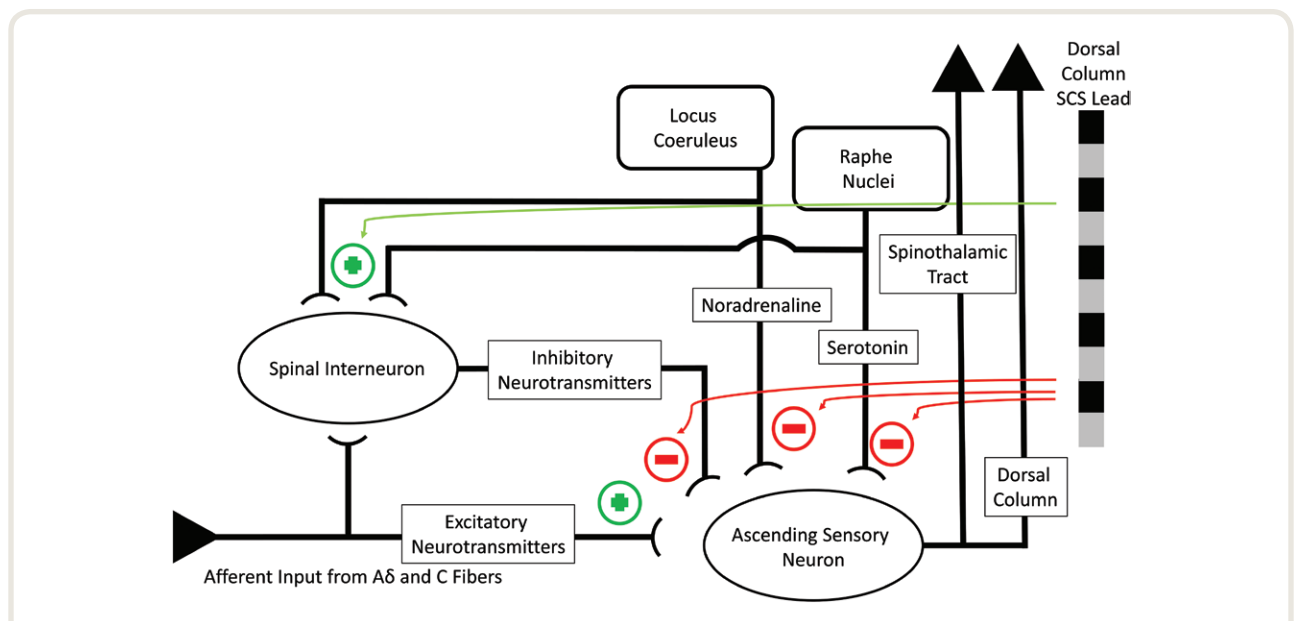 Dorsal
Column
SCS Lead
Locus
Coeruleus
Raphe
Nuclei
Spinothalamic
Tract
Noradrenaline
Serotonin
Spinal Interneuron
Inhibitory
Neurotransmitters
Dorsal
Column
Excitatory
Neurotransmitters
Ascending Sensory
Neuron
Afferent Input from Aδ and C Fibers